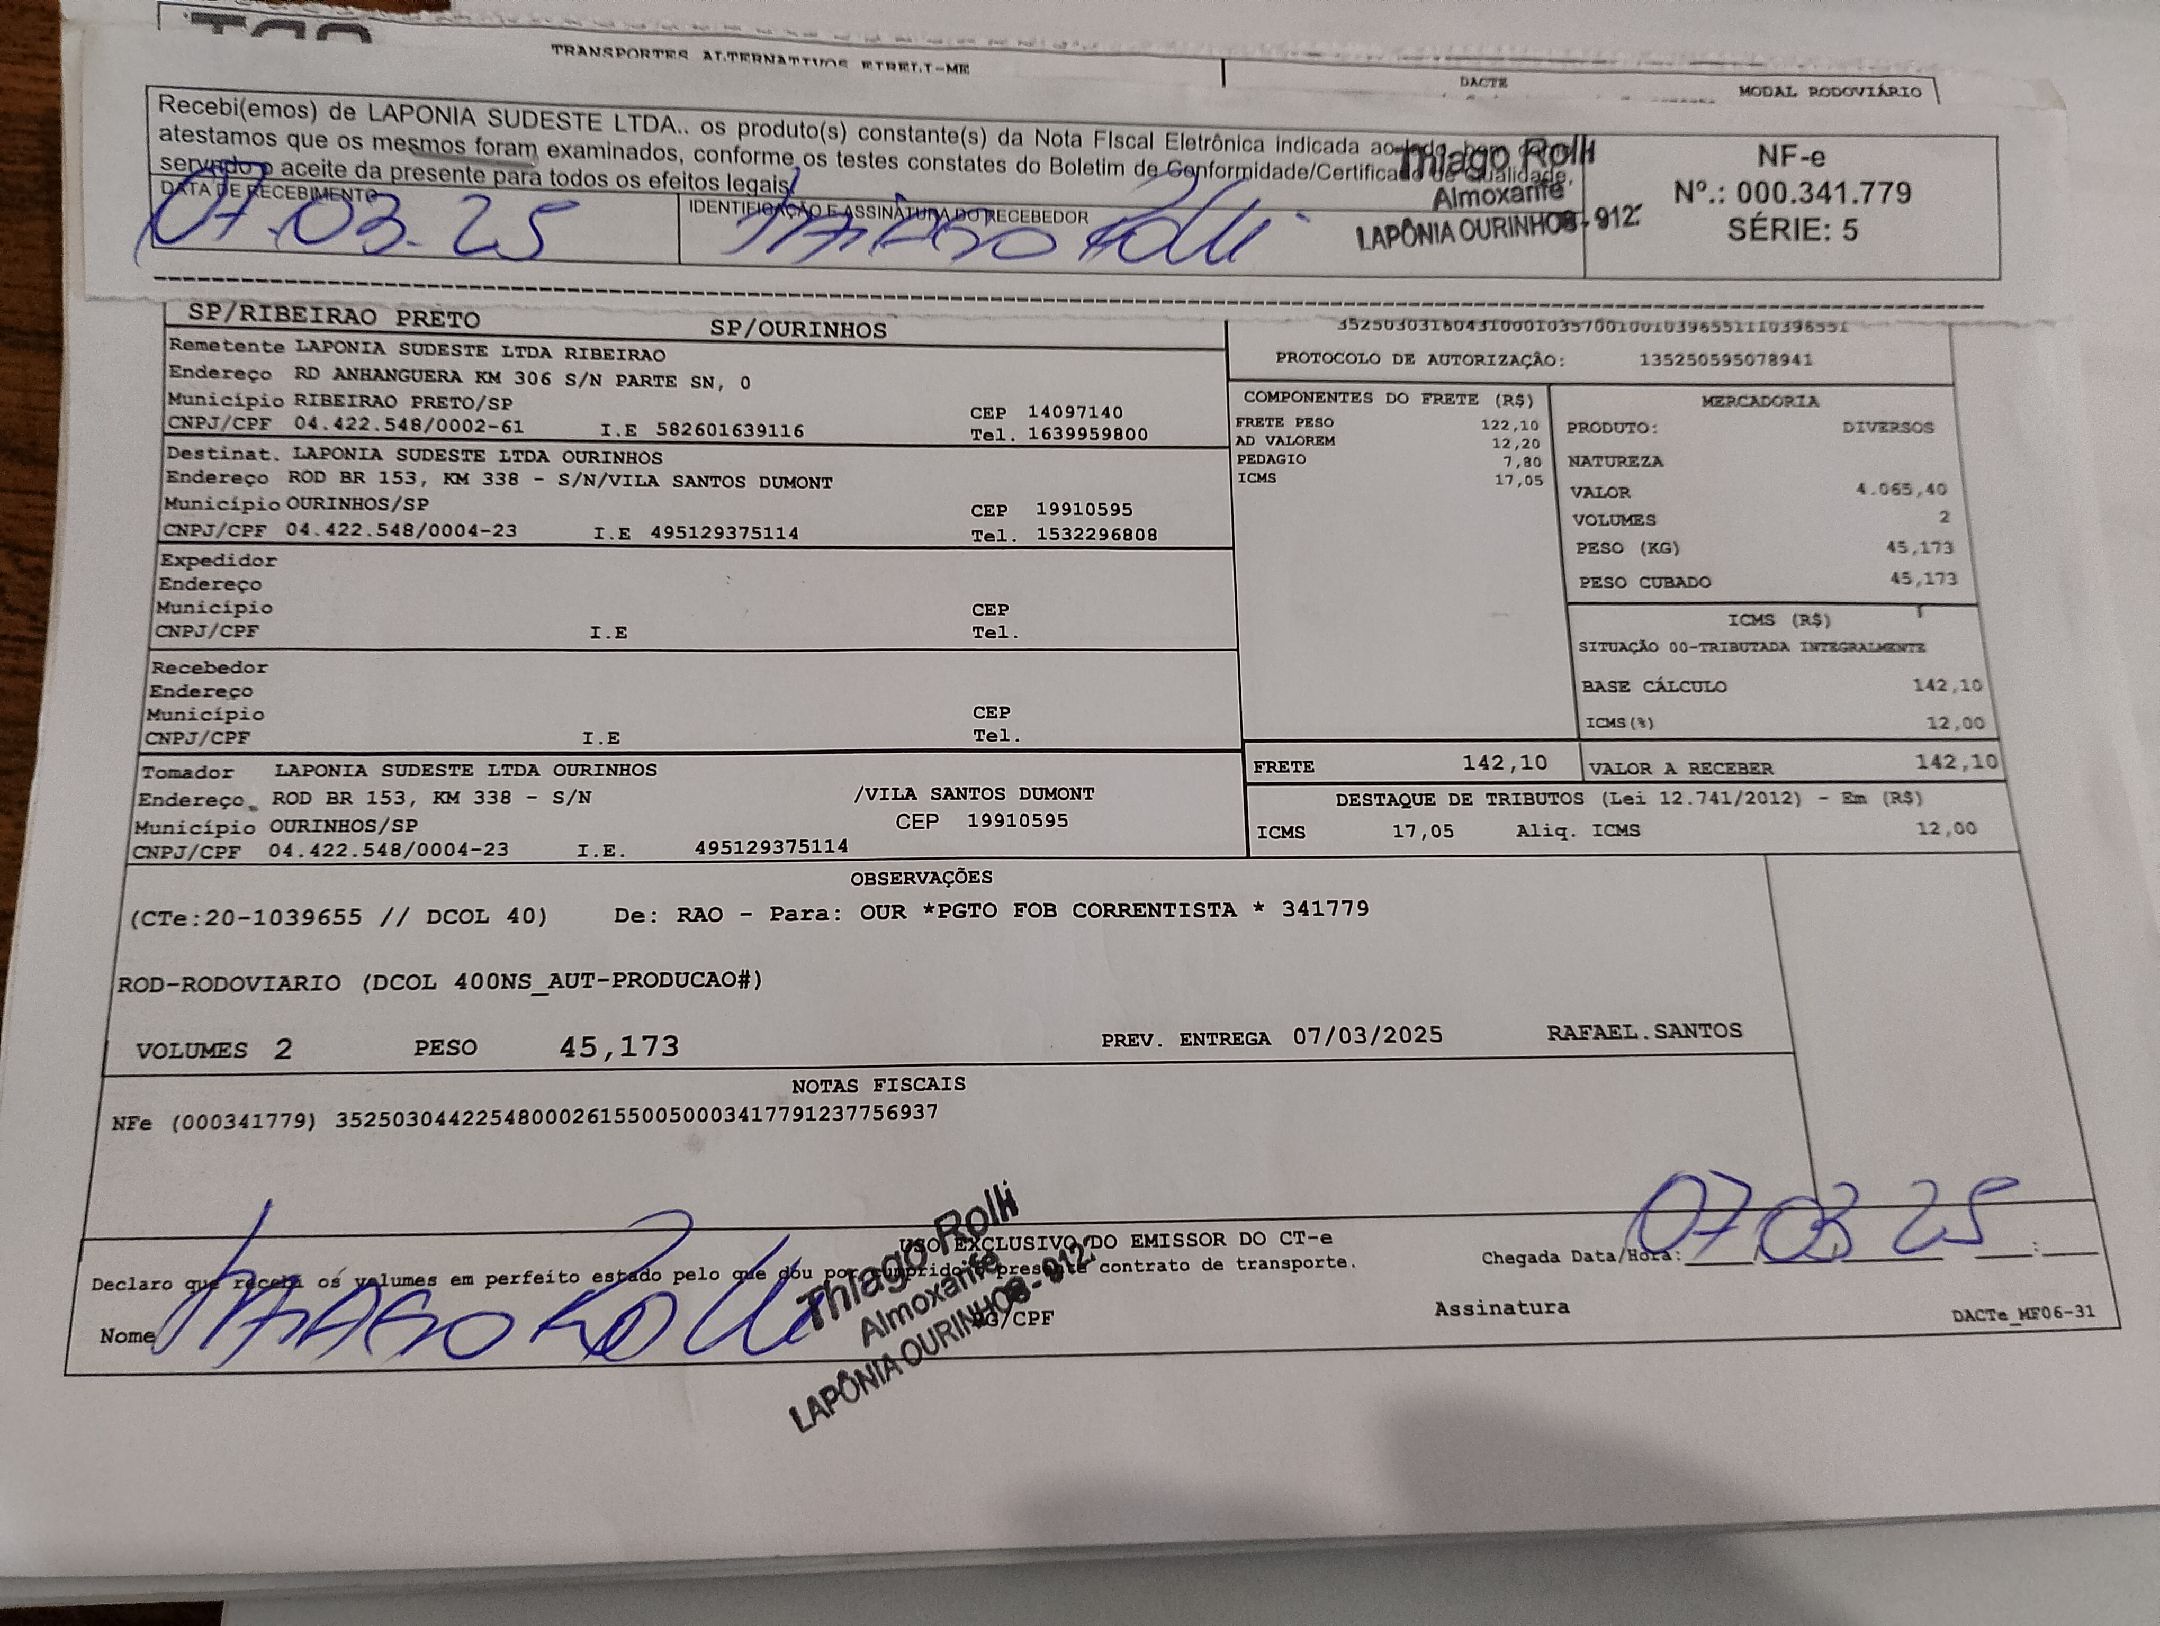 TRANSPORTES ALTERNATIVOS EIRELI-ME
DACTE
MODAL RODOVIÁRIO
Recebi(emos) de LAPONIA SUDESTE LTDA.. os produto(s) constante(s) da Nota FIscal Eletrônica indicada ao lado, bem
atestamos que os mesmos foram examinados, conforme os testes constates do Boletim de Conformidade/Certificado de Qualidade,
servndo o aceite da presente para todos os efeitos legais.
DATA DE RECEBIMENTO
07.03.25
IDENTIFICAÇÃO E ASSINATURA DO RECEBEDOR
Thiago Rolli
Thiago Rolli
Almoxarife
LAPÔNIA OURINHOS - 912
NF-e
Nº.: 000.341.779
SÉRIE: 5
SP/RIBEIRAO PRETO SP/OURINHOS
Remetente LAPONIA SUDESTE LTDA RIBEIRAO
Endereço RD ANHANGUERA KM 306 S/N PARTE SN, 0
Município RIBEIRAO PRETO/SP CEP 14097140
CNPJ/CPF 04.422.548/0002-61 I.E 582601639116 Tel. 1639959800
Destinat. LAPONIA SUDESTE LTDA OURINHOS
Endereço ROD BR 153, KM 338 - S/N/VILA SANTOS DUMONT
Município OURINHOS/SP CEP 19910595
CNPJ/CPF 04.422.548/0004-23 I.E 495129375114 Tel. 1532296808
Expedidor
Endereço
Município CEP
CNPJ/CPF I.E Tel.
Recebedor
Endereço
Município CEP
CNPJ/CPF I.E Tel.
Tomador LAPONIA SUDESTE LTDA OURINHOS
Endereço ROD BR 153, KM 338 - S/N /VILA SANTOS DUMONT
Município OURINHOS/SP CEP 19910595
CNPJ/CPF 04.422.548/0004-23 I.E. 495129375114
PROTOCOLO DE AUTORIZAÇÃO: 135250595078941
COMPONENTES DO FRETE (R$)
FRETE PESO 122,10
AD VALOREM 12,20
PEDAGIO 7,80
ICMS 17,05
MERCADORIA
PRODUTO: DIVERSOS
NATUREZA
VALOR 4.065,40
VOLUMES 2
PESO (KG) 45,173
PESO CUBADO 45,173
ICMS (R$)
SITUAÇÃO 00-TRIBUTADA INTEGRALMENTE
BASE CÁLCULO 142,10
ICMS(%) 12,00
FRETE 142,10 VALOR A RECEBER 142,10
DESTAQUE DE TRIBUTOS (Lei 12.741/2012) - Em (R$)
ICMS 17,05 Aliq. ICMS 12,00
OBSERVAÇÕES
(CTe:20-1039655 // DCOL 40) De: RAO - Para: OUR *PGTO FOB CORRENTISTA * 341779
ROD-RODOVIARIO (DCOL 400NS_AUT-PRODUCAO#)
VOLUMES 2 PESO 45,173 PREV. ENTREGA 07/03/2025 RAFAEL.SANTOS
NOTAS FISCAIS
NFe (000341779) 35250304422548000261550050003417791237756937
USO EXCLUSIVO DO EMISSOR DO CT-e
Declaro que recebi os volumes em perfeito estado pelo que dou por cumprido o presente contrato de transporte.
Chegada Data/Hora: 07.03 25
Nome Thiago Rolli
RG/CPF
Assinatura
DACTe_MF06-31
Thiago Rolli
Almoxarife
LAPÔNIA OURINHOS - 912